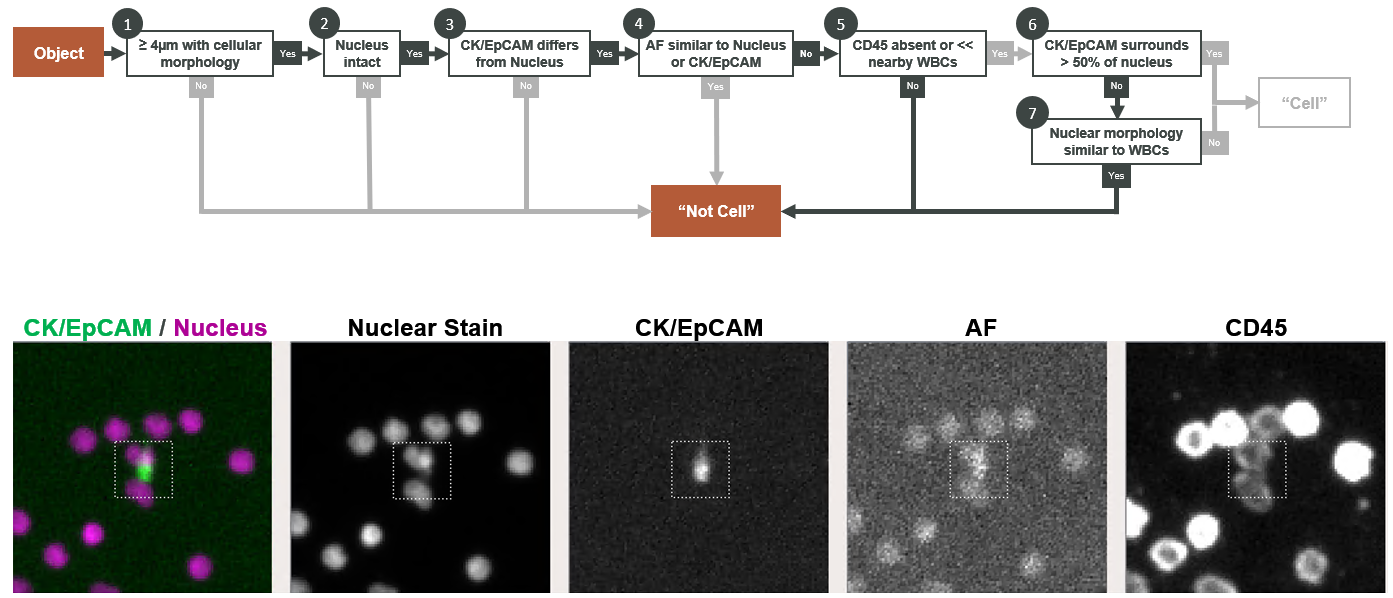 Object
1
≥ 4µm with cellular
morphology
Yes
No
2
Nucleus
intact
Yes
No
3
CK/EpCAM differs
from Nucleus
Yes
No
4
AF similar to Nucleus
or CK/EpCAM
No
Yes
5
CD45 absent or <<
nearby WBCs
Yes
No
6
CK/EpCAM surrounds
> 50% of nucleus
Yes
No
“Cell”
7
Nuclear morphology
similar to WBCs
No
Yes
“Not Cell”
CK/EpCAM / Nucleus
Nuclear Stain
CK/EpCAM
AF
CD45